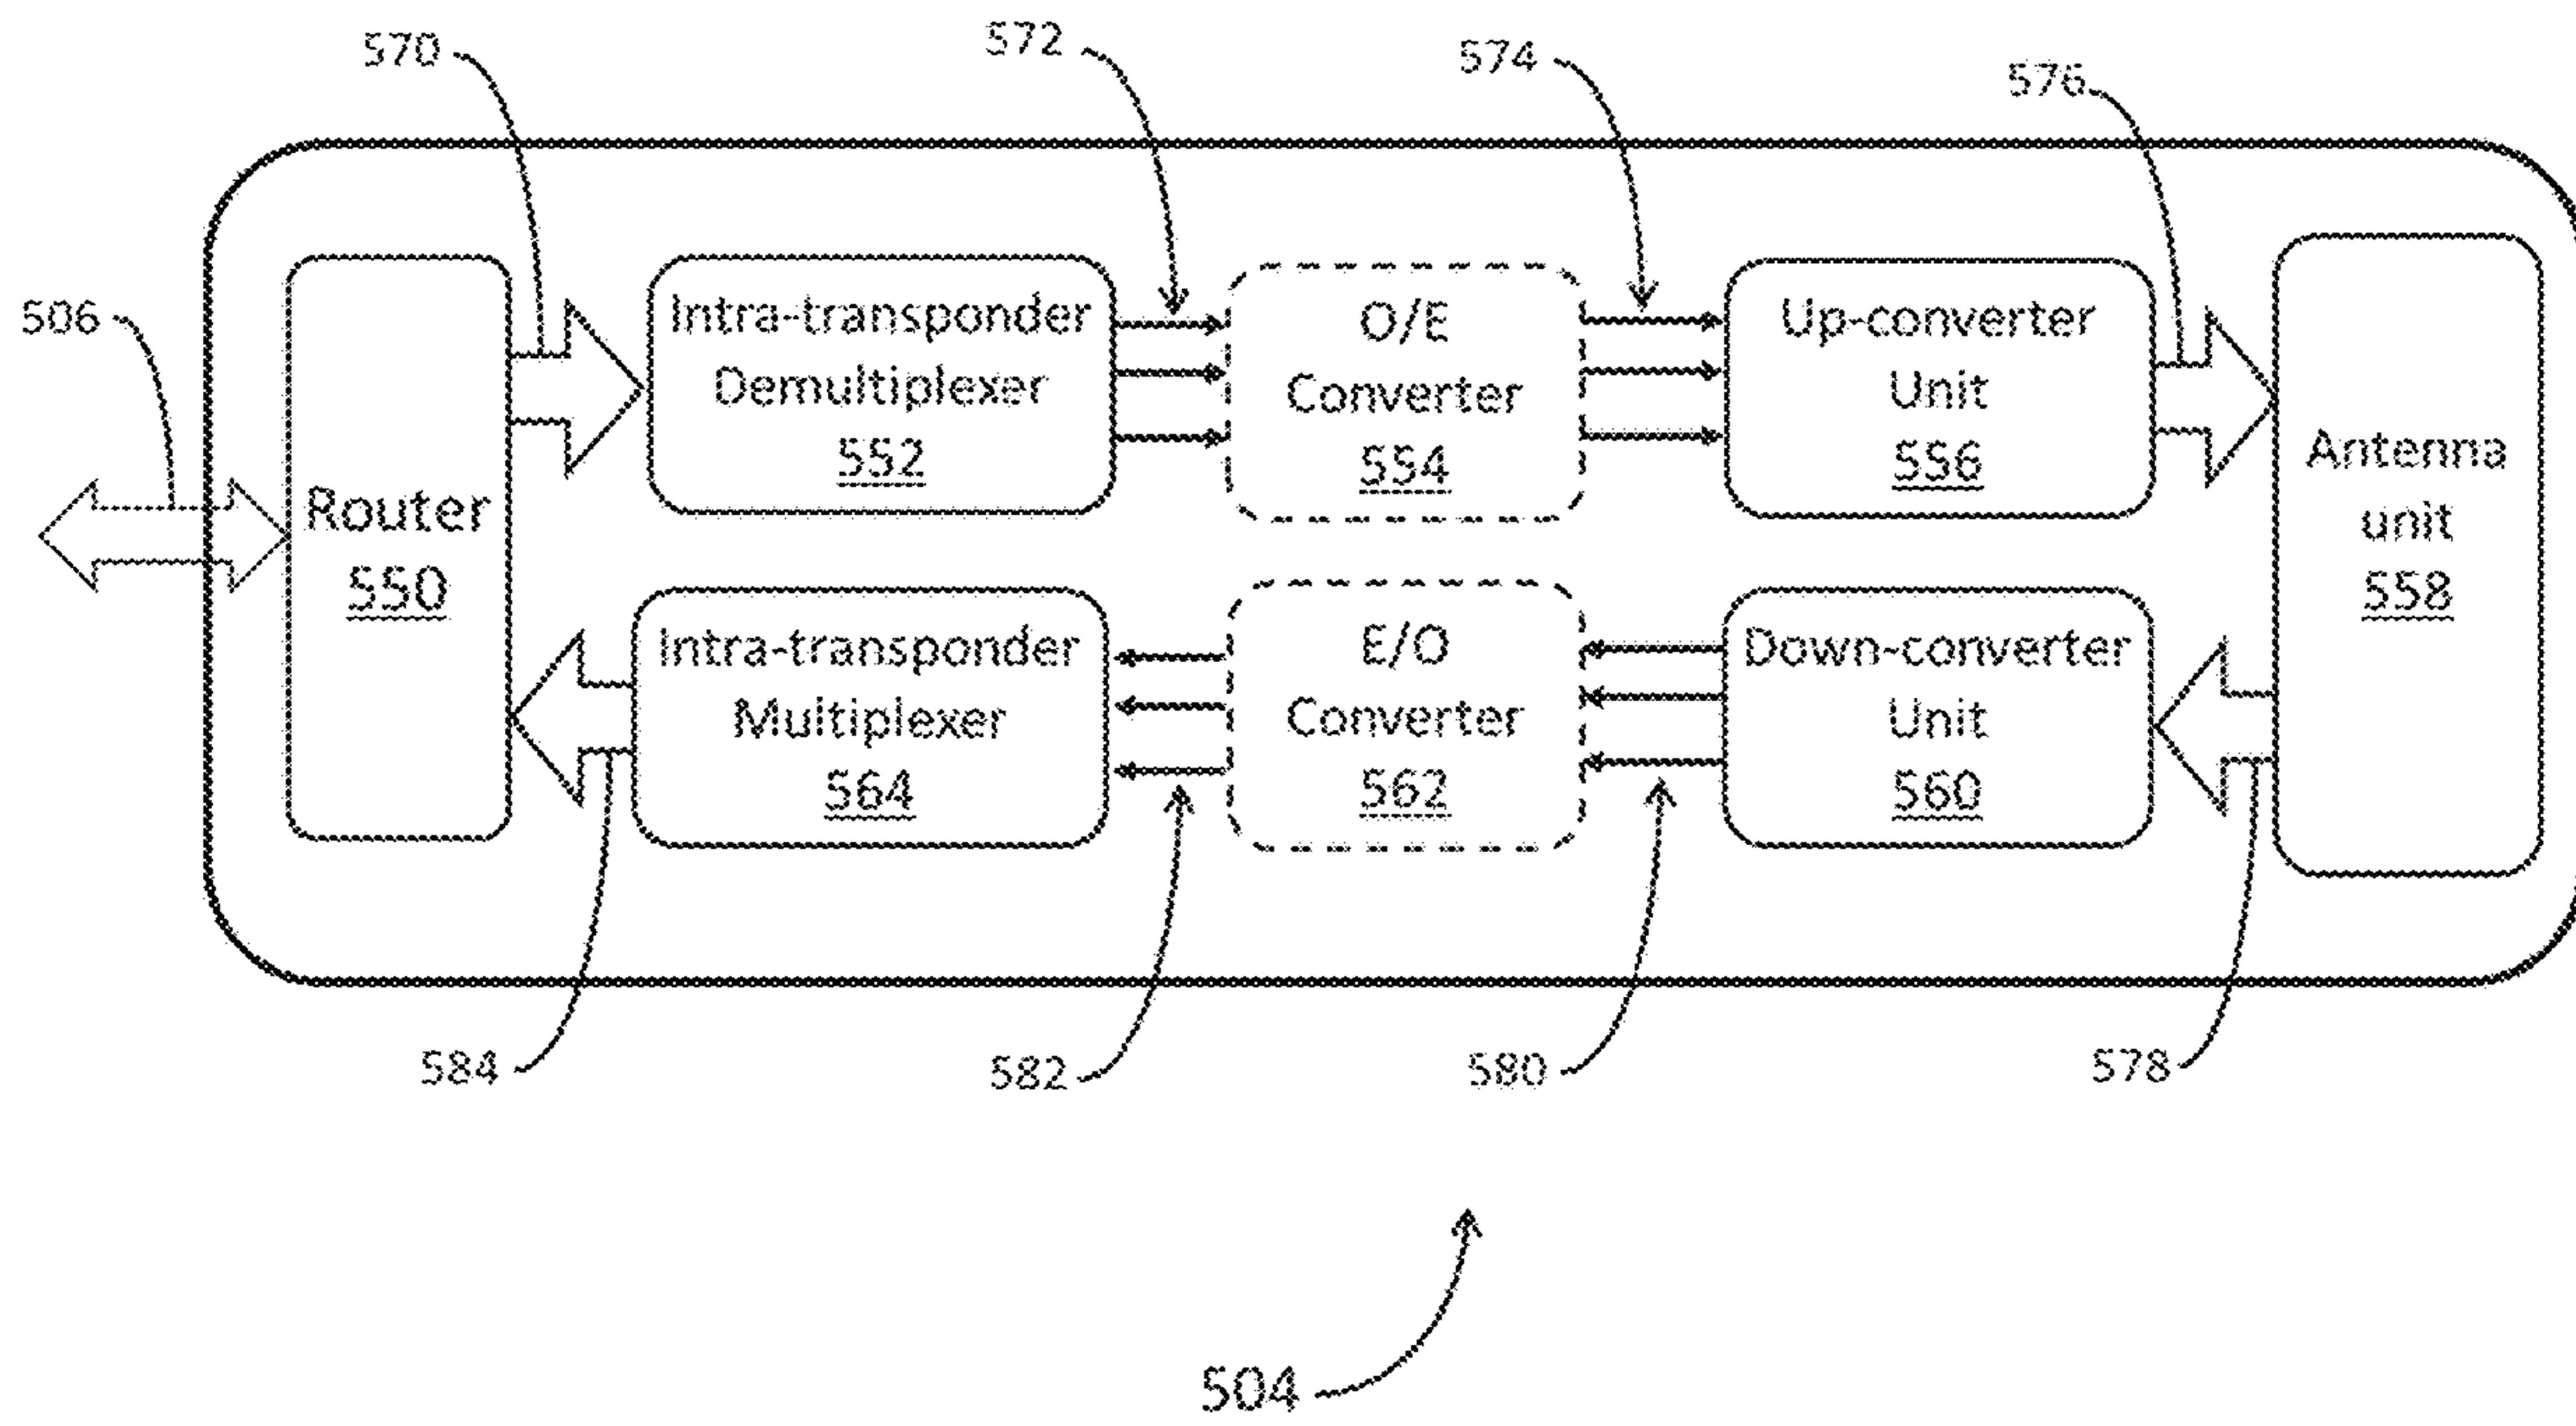 570
572
574
576
506
Router
550
Intra-transponder
Demultiplexer
552
O/E
Converter
554
Up-converter
Unit
556
Antenna
unit
558
Intra-transponder
Multiplexer
564
E/O
Converter
562
Down-converter
Unit
560
584
582
580
578
504